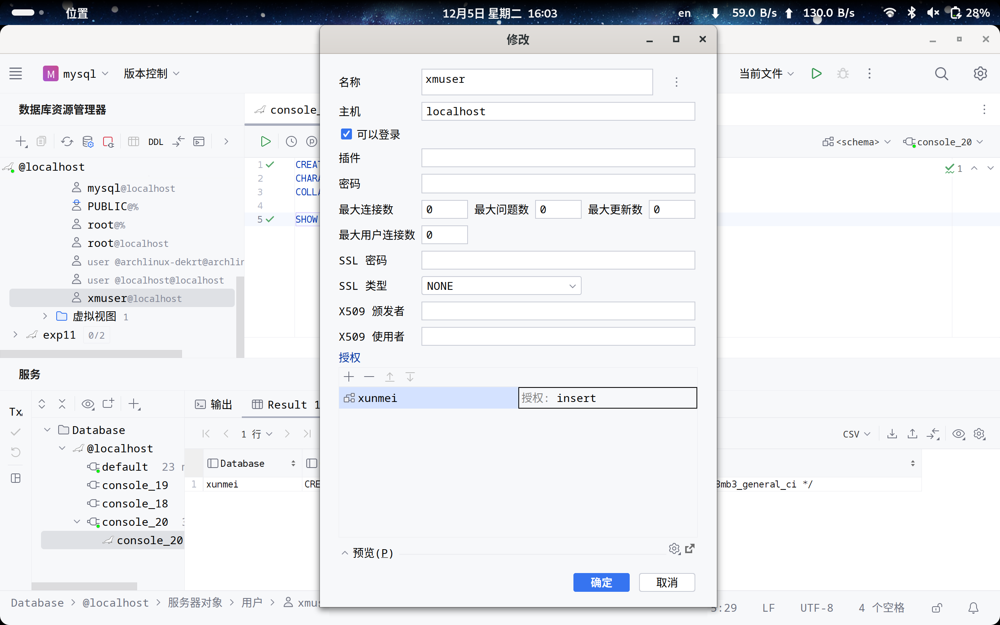 位置
12月5日 星期二 16:03
en
59.0 B/s
130.0 B/s
28%
修改
M mysql
版本控制
当前文件
数据库资源管理器
console_
DDL
<schema>
console_20
@localhost
mysql@localhost
PUBLIC@%
root@%
root@localhost
user @archlinux-dekrt@archlin
user @localhost@localhost
xmuser@localhost
虚拟视图 1
exp11 0/2
1 CREAT
2 CHARA
3 COLLA
4
5 SHOW
1
名称 xmuser
主机 localhost
可以登录
插件
密码
最大连接数 0 最大问题数 0 最大更新数 0
最大用户连接数 0
SSL 密码
SSL 类型 NONE
X509 颁发者
X509 使用者
授权
xunmei 授权: insert
预览(P)
确定 取消
服务
Tx
输出
Result 1
Database
@localhost
default 23
console_19
console_18
console_20
console_20
1 行
CSV
Database
1 xunmei CRE
8mb3_general_ci */
Database > @localhost > 服务器对象 > 用户 > xmus
5:29 LF UTF-8 4 个空格